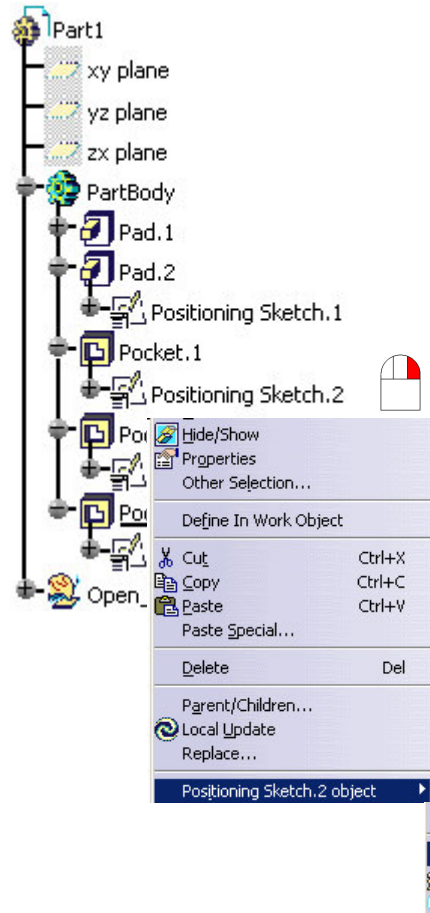 Part1
xy plane
yz plane
zx plane
PartBody
Pad.1
Pad.2
Positioning Sketch.1
Pocket.1
Positioning Sketch.2
Hide/Show
Properties
Other Selection...
Define In Work Object
Cut Ctrl+X
Copy Ctrl+C
Paste Ctrl+V
Paste Special...
Delete Del
Parent/Children...
Local Update
Replace...
Open_
Positioning Sketch.2 object